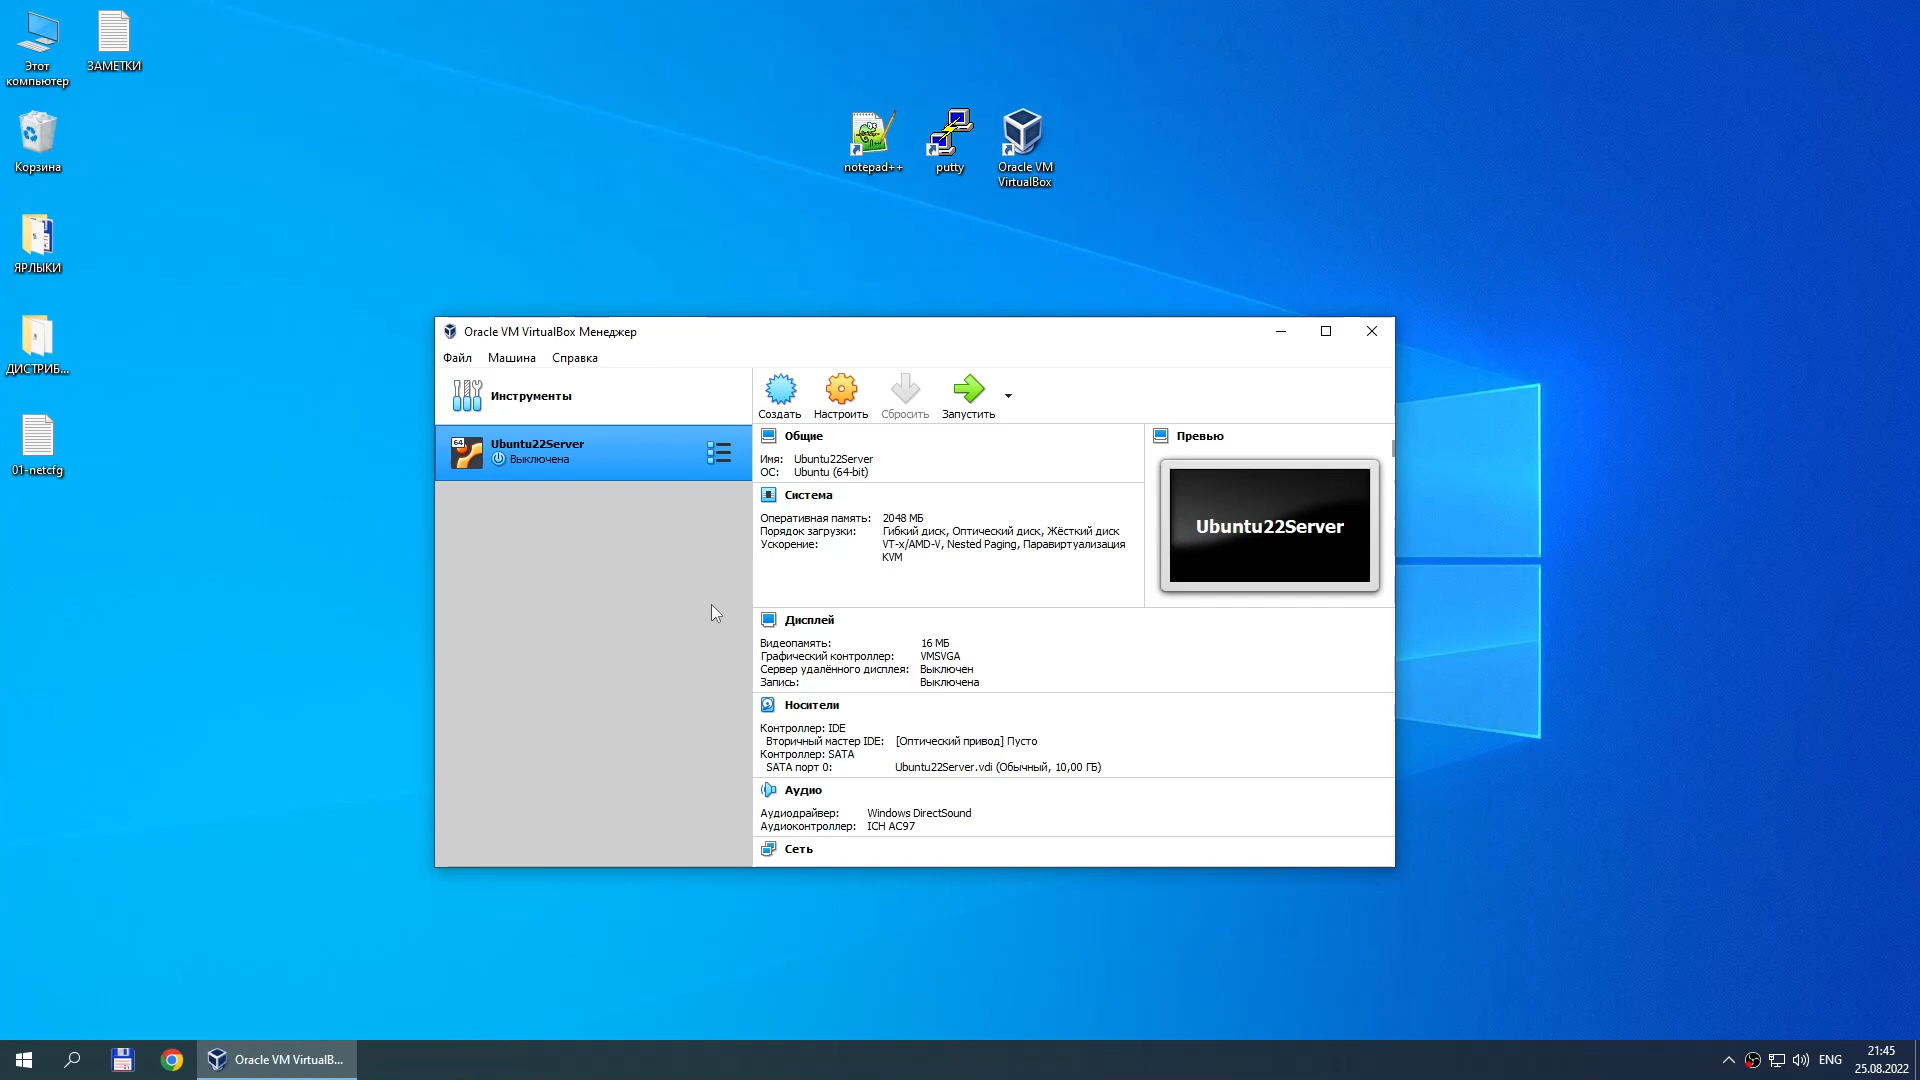 Этот
компьютер
ЗАМЕТКИ
Корзина
ЯРЛЫКИ
ДИСТРИБ...
01-netcfg
notepad++
putty
Oracle VM
VirtualBox
Oracle VM VirtualBox Менеджер
Файл Машина Справка
Инструменты
64
Ubuntu22Server
Выключена
Создать
Настроить
Сбросить
Запустить
Общие
Имя: Ubuntu22Server
ОС: Ubuntu (64-bit)
Система
Оперативная память: 2048 МБ
Порядок загрузки: Гибкий диск, Оптический диск, Жёсткий диск
Ускорение: VT-x/AMD-V, Nested Paging, Паравиртуализация
KVM
Превью
Ubuntu22Server
Дисплей
Видеопамять: 16 МБ
Графический контроллер: VMSVGA
Сервер удалённого дисплея: Выключен
Запись: Выключена
Носители
Контроллер: IDE
Вторичный мастер IDE: [Оптический привод] Пусто
Контроллер: SATA
SATA порт 0: Ubuntu22Server.vdi (Обычный, 10,00 ГБ)
Аудио
Аудиодрайвер: Windows DirectSound
Аудиоконтроллер: ICH AC97
Сеть
Oracle VM VirtualB...
ENG
21:45
25.08.2022